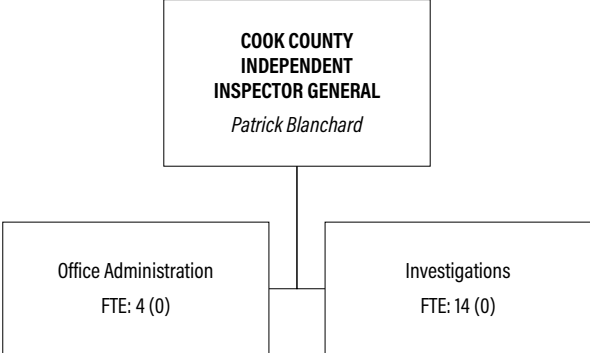 COOK COUNTY
INDEPENDENT
INSPECTOR GENERAL
Patrick Blanchard
Office Administration
FTE: 4 (0)
Investigations
FTE: 14 (0)